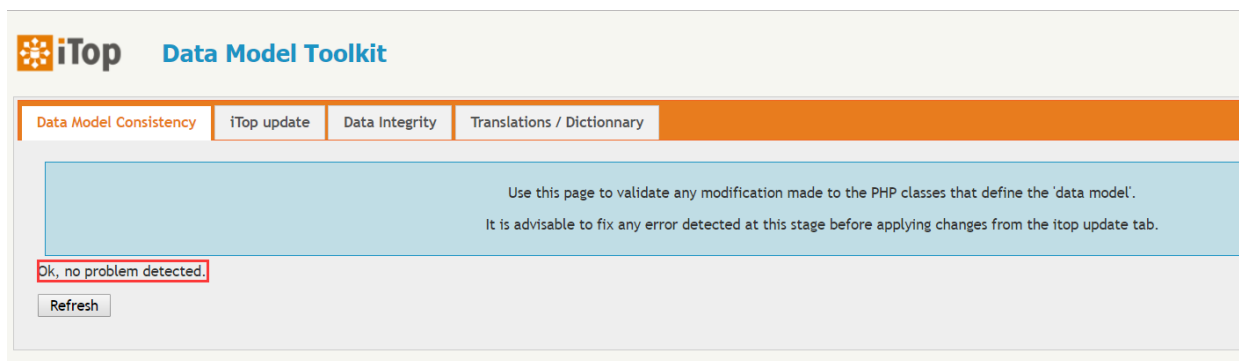 iTop Data Model Toolkit
Data Model Consistency iTop update Data Integrity Translations / Dictionnary
Use this page to validate any modification made to the PHP classes that define the 'data model'.
It is advisable to fix any error detected at this stage before applying changes from the itop update tab.
Ok, no problem detected.
Refresh